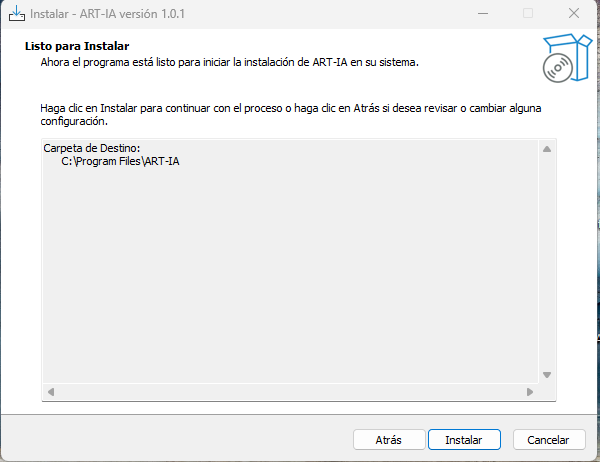 Instalar - ART-IA versión 1.0.1
Listo para Instalar
Ahora el programa está listo para iniciar la instalación de ART-IA en su sistema.
Haga clic en Instalar para continuar con el proceso o haga clic en Atrás si desea revisar o cambiar alguna
configuración.
Carpeta de Destino:
C:\Program Files\ART-IA
Atrás
Instalar
Cancelar